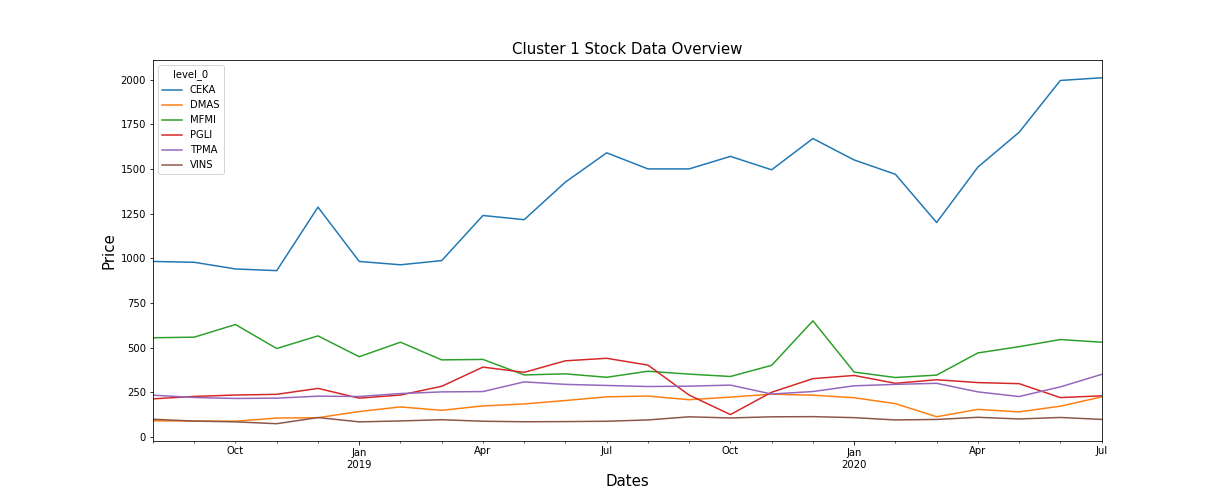 Cluster 1 Stock Data Overview
level_0
CEKA
DMAS
MFMI
PGLI
TPMA
VINS
Price
2000
1750
1500
1250
1000
750
500
250
0
Oct
Jan
2019
Apr
Jul
Oct
Jan
2020
Apr
Jul
Dates